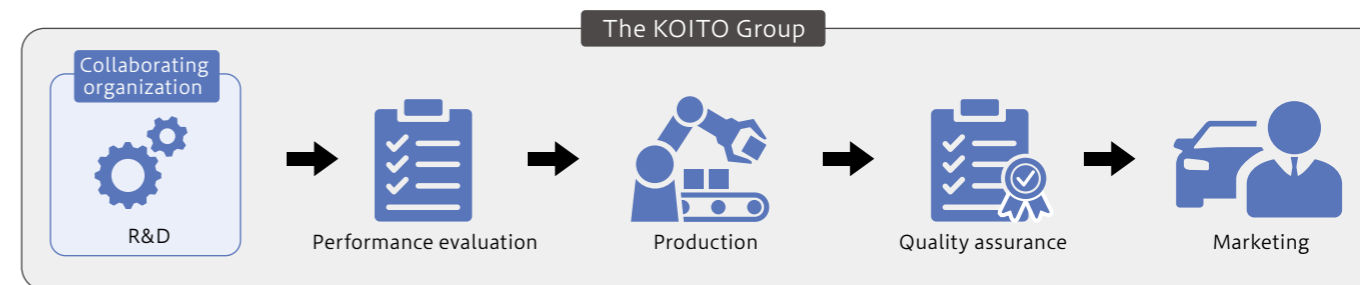 The KOITO Group
Collaborating
organization
R&D
Performance evaluation
Production
Quality assurance
Marketing